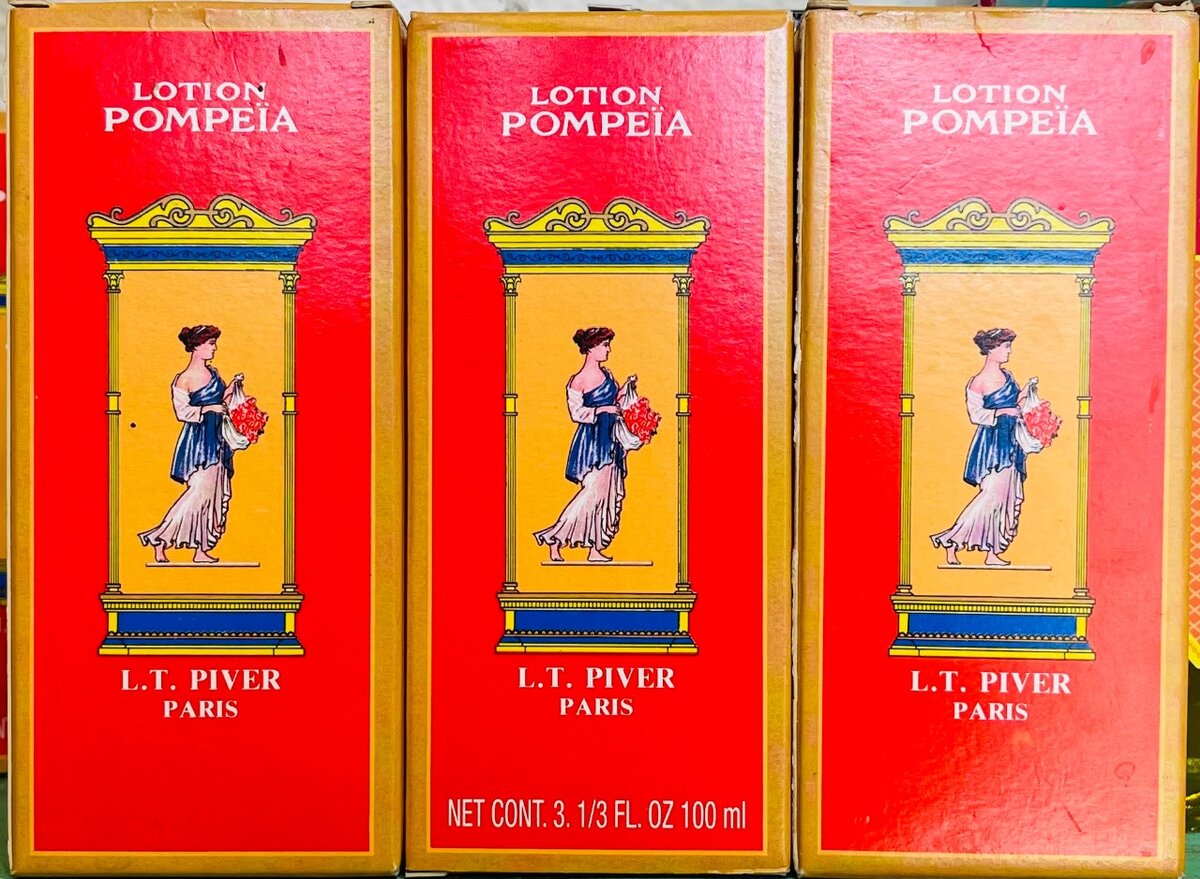 LOTION
POMPEÏA
L.T. PIVER
PARIS
LOTION
POMPEÏA
L.T. PIVER
PARIS
NET CONT. 3. 1/3 FL. OZ 100 ml
LOTION
POMPEÏA
L.T. PIVER
PARIS